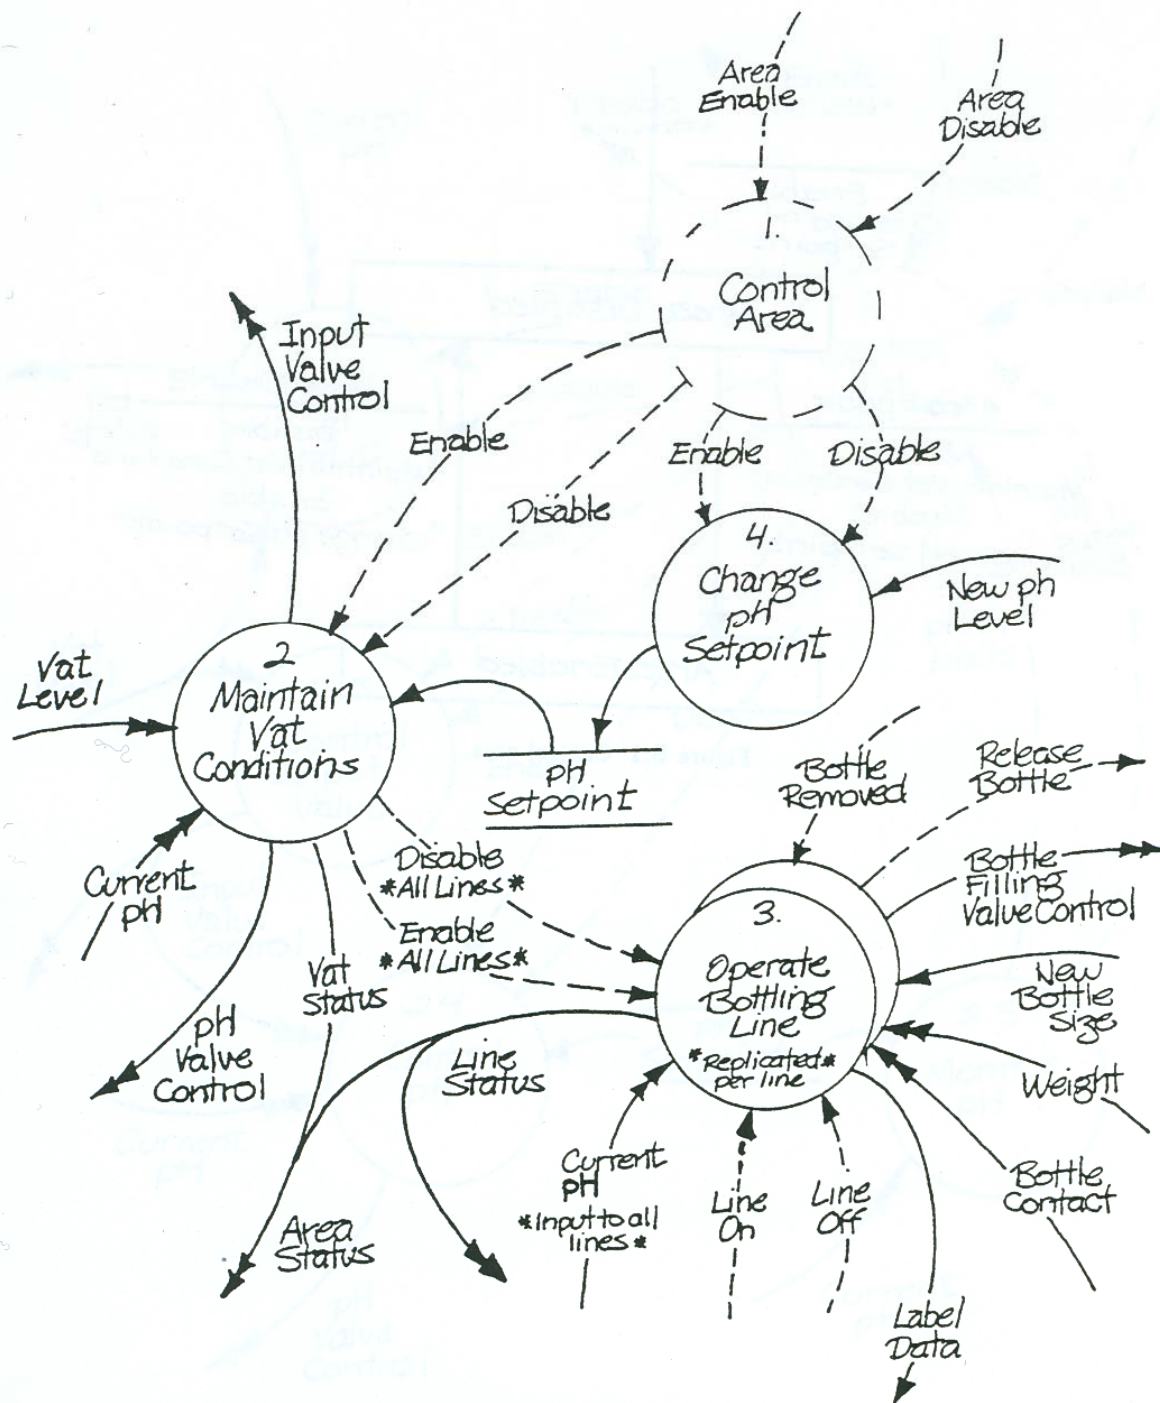 Area
Enable
Area
Disable
1.
Control
Area
Input
Valve
Control
Enable
Disable
Enable
Disable
4.
Change
pH
Setpoint
New ph
Level
Vat
Level
2
Maintain
Vat
Conditions
pH
Setpoint
Bottle
Removed
Release
Bottle
Current
pH
Disable
*All Lines*
Enable
*All Lines*
Bottle
Filling
Valve Control
3.
Operate
Bottling
Line
*Replicated*
per line
New
Bottle
Size
Vat
Status
pH
Valve
Control
Line
Status
Weight
Current
pH
*Input to all
lines*
Line
On
Line
Off
Bottle
Contact
Area
Status
Label
Data